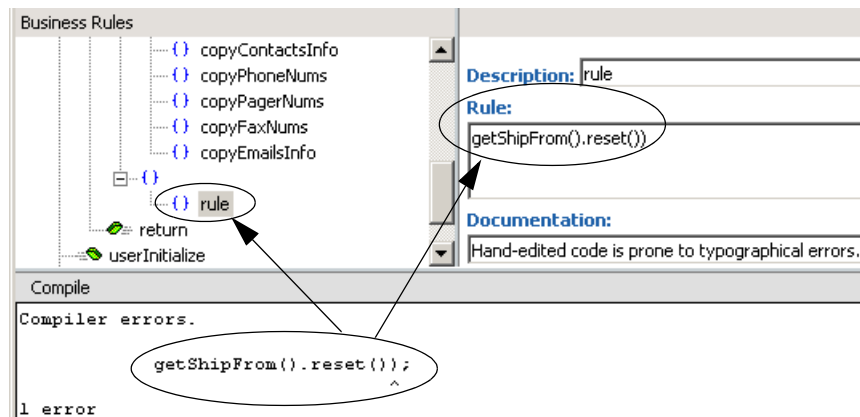 Business Rules
{} copyContactsInfo
{} copyPhoneNums
{} copyPagerNums
{} copyFaxNums
{} copyEmailsInfo
{}
{} rule
return
userInitialize
Description: rule
Rule:
getShipFrom().reset())
Documentation:
Hand-edited code is prone to typographical errors.
Compile
Compiler errors.
getShipFrom().reset());
^
1 error